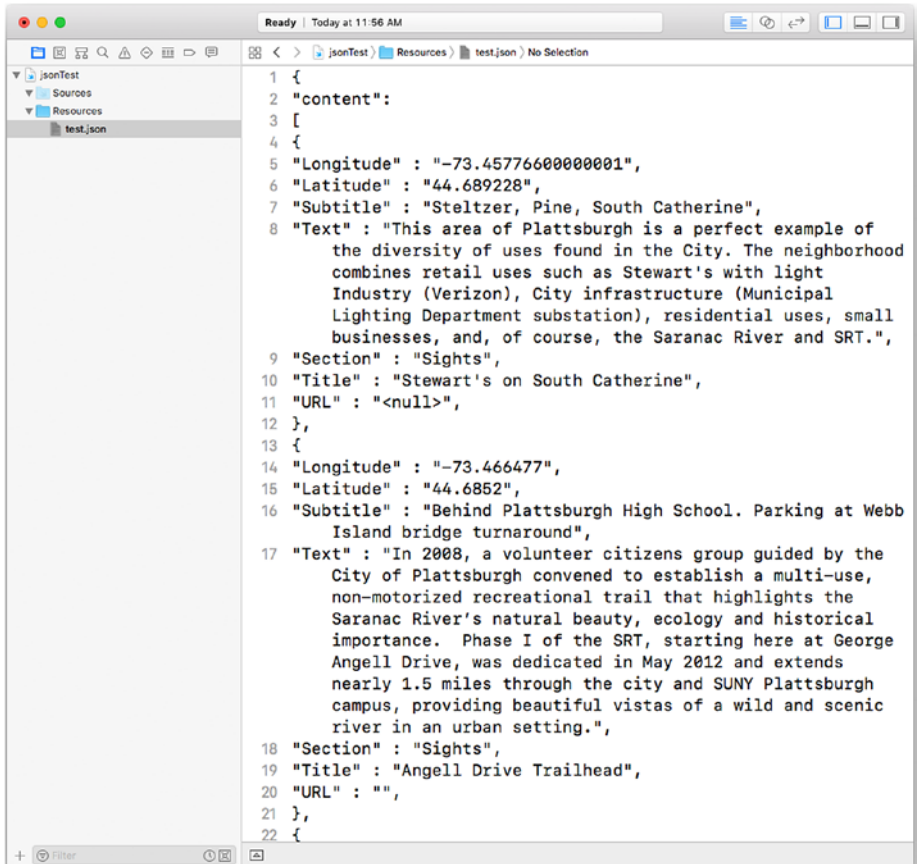 Ready | Today at 11:56 AM
jsonTest
Resources
test.json
No Selection
jsonTest
Sources
Resources
test.json
1 {
2 "content":
3 [
4 {
5 "Longitude" : "-73.45776600000001",
6 "Latitude" : "44.689228",
7 "Subtitle" : "Steltzer, Pine, South Catherine",
8 "Text" : "This area of Plattsburgh is a perfect example of
the diversity of uses found in the City. The neighborhood
combines retail uses such as Stewart's with light
Industry (Verizon), City infrastructure (Municipal
Lighting Department substation), residential uses, small
businesses, and, of course, the Saranac River and SRT.",
9 "Section" : "Sights",
10 "Title" : "Stewart's on South Catherine",
11 "URL" : "<null>",
12 },
13 {
14 "Longitude" : "-73.466477",
15 "Latitude" : "44.6852",
16 "Subtitle" : "Behind Plattsburgh High School. Parking at Webb
Island bridge turnaround",
17 "Text" : "In 2008, a volunteer citizens group guided by the
City of Plattsburgh convened to establish a multi-use,
non-motorized recreational trail that highlights the
Saranac River’s natural beauty, ecology and historical
importance.  Phase I of the SRT, starting here at George
Angell Drive, was dedicated in May 2012 and extends
nearly 1.5 miles through the city and SUNY Plattsburgh
campus, providing beautiful vistas of a wild and scenic
river in an urban setting.",
18 "Section" : "Sights",
19 "Title" : "Angell Drive Trailhead",
20 "URL" : "",
21 },
22 {
Filter